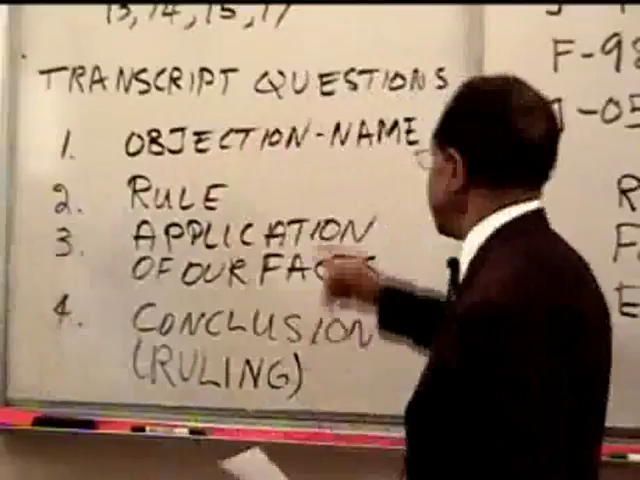 13, 14, 15, 17
TRANSCRIPT QUESTIONS
1. OBJECTION-NAME
2. RULE
3. APPLICATION
OF OUR FACTS
4. CONCLUSION
(RULING)
F-98
-05
R
F
E